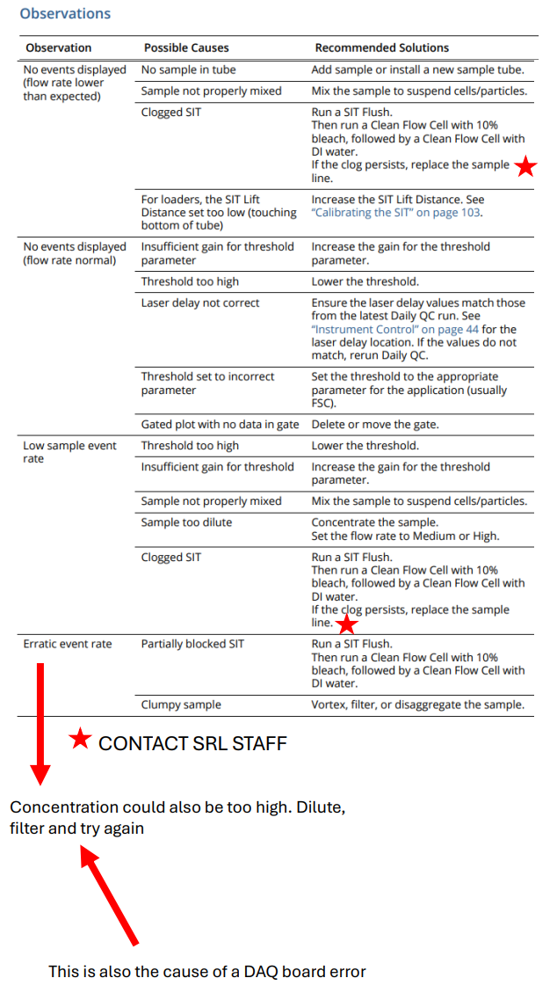 Observations
Observation Possible Causes Recommended Solutions
No events displayed No sample in tube Add sample or install a new sample tube.
(flow rate lower
than expected)
Sample not properly mixed Mix the sample to suspend cells/particles.
Clogged SIT Run a SIT Flush.
Then run a Clean Flow Cell with 10%
bleach, followed by a Clean Flow Cell with
DI water.
If the clog persists, replace the sample
line.
For loaders, the SIT Lift Increase the SIT Lift Distance. See
Distance set too low (touching “Calibrating the SIT” on page 103.
bottom of tube)
No events displayed Insufficient gain for threshold Increase the gain for the threshold
(flow rate normal) parameter parameter.
Threshold too high Lower the threshold.
Laser delay not correct Ensure the laser delay values match those
from the latest Daily QC run. See
“Instrument Control” on page 44 for the
laser delay location. If the values do not
match, rerun Daily QC.
Threshold set to incorrect Set the threshold to the appropriate
parameter parameter for the application (usually
FSC).
Gated plot with no data in gate Delete or move the gate.
Low sample event Threshold too high Lower the threshold.
rate
Insufficient gain for threshold Increase the gain for the threshold
parameter.
Sample not properly mixed Mix the sample to suspend cells/particles.
Sample too dilute Concentrate the sample.
Set the flow rate to Medium or High.
Clogged SIT Run a SIT Flush.
Then run a Clean Flow Cell with 10%
bleach, followed by a Clean Flow Cell with
DI water.
If the clog persists, replace the sample
line.
Erratic event rate Partially blocked SIT Run a SIT Flush.
Then run a Clean Flow Cell with 10%
bleach, followed by a Clean Flow Cell with
DI water.
Clumpy sample Vortex, filter, or disaggregate the sample.
CONTACT SRL STAFF
Concentration could also be too high. Dilute,
filter and try again
This is also the cause of a DAQ board error